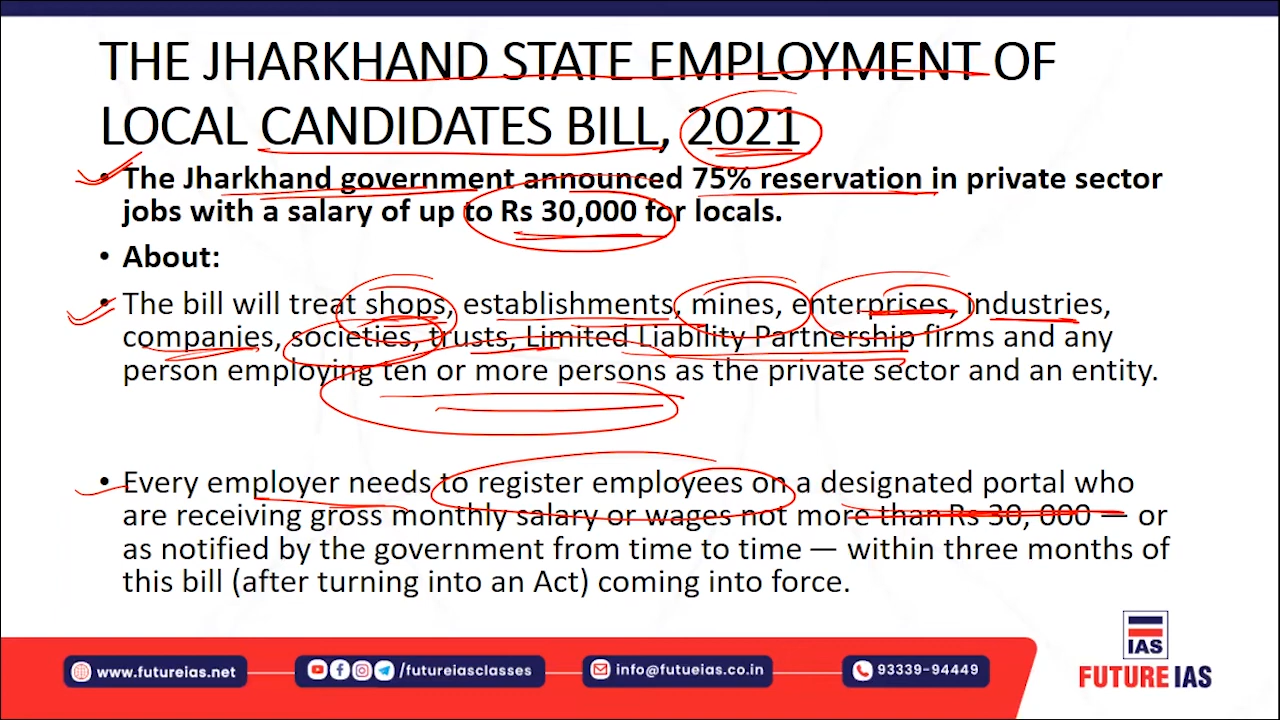 THE JHARKHAND STATE EMPLOYMENT OF
LOCAL CANDIDATES BILL, 2021
• The Jharkhand government announced 75% reservation in private sector
jobs with a salary of up to Rs 30,000 for locals.
• About:
• The bill will treat shops, establishments, mines, enterprises, industries,
companies, societies, trusts, Limited Liability Partnership firms and any
person employing ten or more persons as the private sector and an entity.
• Every employer needs to register employees on a designated portal who
are receiving gross monthly salary or wages not more than Rs 30, 000 — or
as notified by the government from time to time — within three months of
this bill (after turning into an Act) coming into force.
IAS
FUTURE IAS
www.futureias.net
/futureiasclasses
info@futueias.co.in
93339-94449